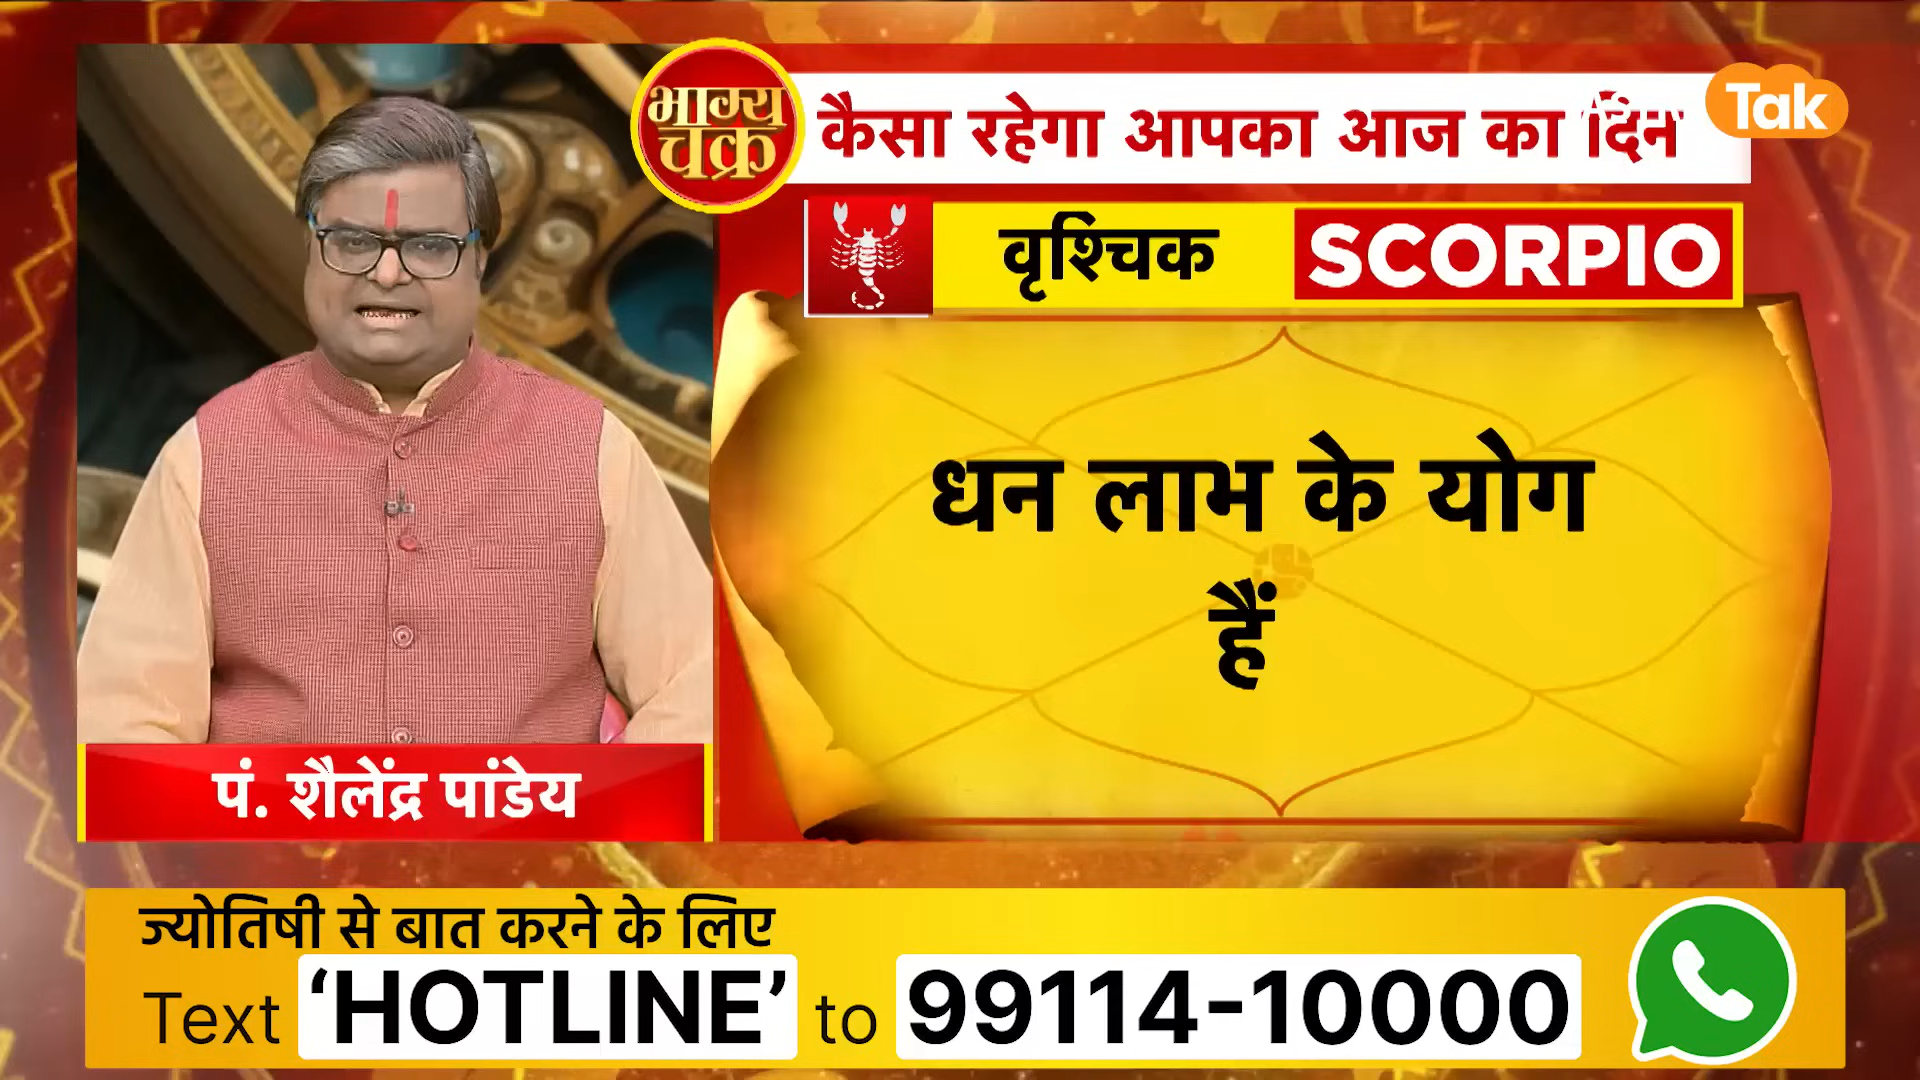 भाग्य
चक्र
कैसा रहेगा आपका आज का दिन
Tak
वृश्चिक
SCORPIO
धन लाभ के योग
हैं
पं. शैलेंद्र पांडेय
ज्योतिषी से बात करने के लिए
Text ‘HOTLINE’ to 99114-10000